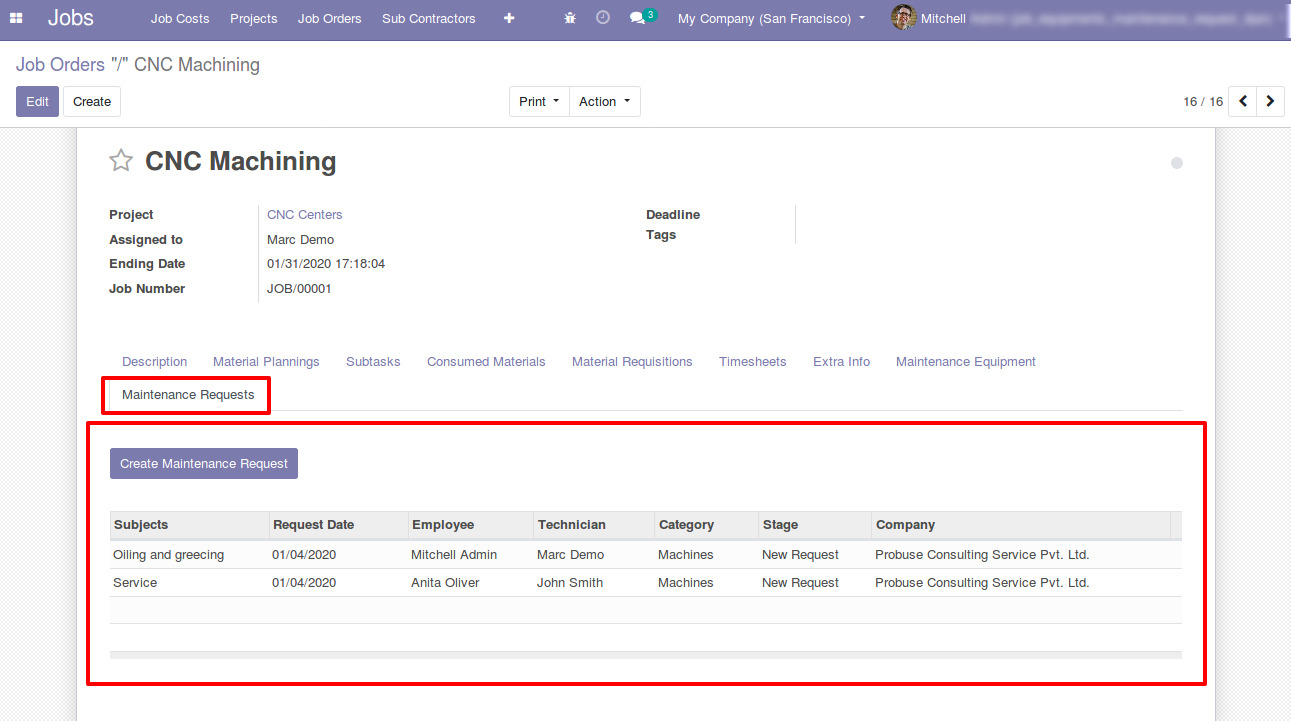 Jobs Job Costs Projects Job Orders Sub Contractors 3 My Company (San Francisco) Mitchell
Job Orders "/" CNC Machining
Edit Create Print Action 16 / 16
CNC Machining
Project CNC Centers Deadline
Assigned to Marc Demo Tags
Ending Date 01/31/2020 17:18:04
Job Number JOB/00001
Description Material Plannings Subtasks Consumed Materials Material Requisitions Timesheets Extra Info Maintenance Equipment
Maintenance Requests
Create Maintenance Request
Subjects Request Date Employee Technician Category Stage Company
Oiling and greecing 01/04/2020 Mitchell Admin Marc Demo Machines New Request Probuse Consulting Service Pvt. Ltd.
Service 01/04/2020 Anita Oliver John Smith Machines New Request Probuse Consulting Service Pvt. Ltd.